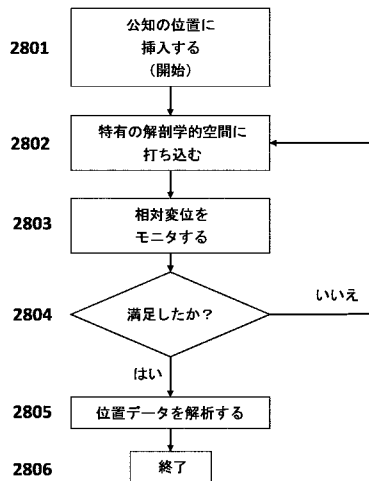 2801
公知の位置に
挿入する
(開始)
2802
特有の解剖学的空間に
打ち込む
2803
相対変位を
モニタする
2804
満足したか？
いいえ
はい
2805
位置データを解析する
2806
終了